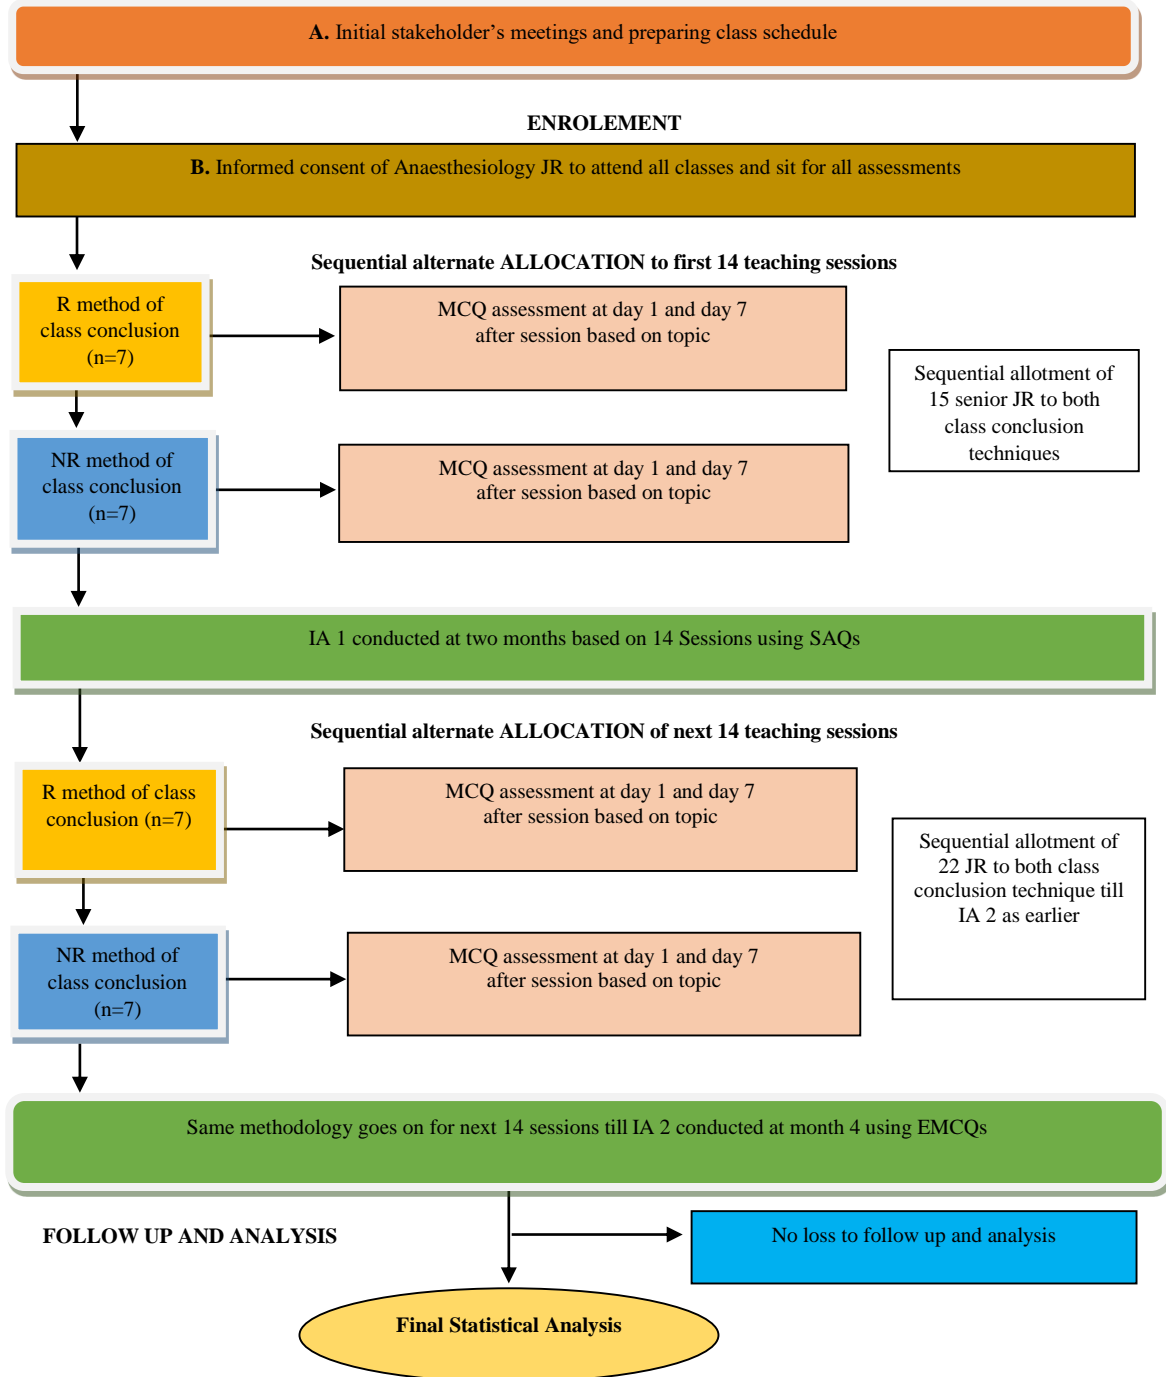 A. Initial stakeholder's meetings and preparing class schedule
ENROLEMENT
B. Informed consent of Anaesthesiology JR to attend all classes and sit for all assessments
Sequential alternate ALLOCATION to first 14 teaching sessions
R method of
class conclusion
(n=7)
MCQ assessment at day 1 and day 7
after session based on topic
Sequential allotment of
15 senior JR to both
class conclusion
techniques
NR method of
class conclusion
(n=7)
MCQ assessment at day 1 and day 7
after session based on topic
IA 1 conducted at two months based on 14 Sessions using SAQs
Sequential alternate ALLOCATION of next 14 teaching sessions
R method of class
conclusion (n=7)
MCQ assessment at day 1 and day 7
after session based on topic
Sequential allotment of
22 JR to both class
conclusion technique till
IA 2 as earlier
NR method of
class conclusion
(n=7)
MCQ assessment at day 1 and day 7
after session based on topic
Same methodology goes on for next 14 sessions till IA 2 conducted at month 4 using EMCQs
FOLLOW UP AND ANALYSIS
No loss to follow up and analysis
Final Statistical Analysis